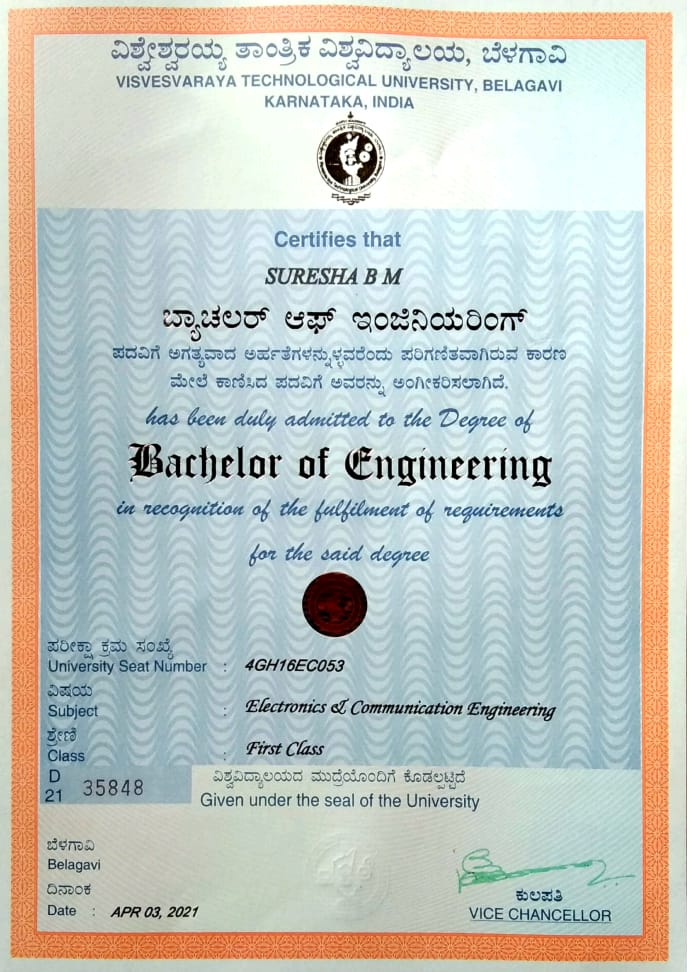 ವಿಶ್ವೇಶ್ವರಯ್ಯ ತಾಂತ್ರಿಕ ವಿಶ್ವವಿದ್ಯಾಲಯ, ಬೆಳಗಾವಿ
VISVESVARAYA TECHNOLOGICAL UNIVERSITY, BELAGAVI
KARNATAKA, INDIA
Certifies that
SURESHA B M
ಬ್ಯಾಚಲರ್ ಆಫ್ ಇಂಜಿನಿಯರಿಂಗ್
ಪದವಿಗೆ ಅಗತ್ಯವಾದ ಅರ್ಹತೆಗಳನ್ನುಳ್ಳವರೆಂದು ಪರಿಗಣಿತವಾಗಿರುವ ಕಾರಣ
ಮೇಲೆ ಕಾಣಿಸಿದ ಪದವಿಗೆ ಅವರನ್ನು ಅಂಗೀಕರಿಸಲಾಗಿದೆ.
has been duly admitted to the Degree of
Bachelor of Engineering
in recognition of the fulfilment of requirements
for the said degree
ಪರೀಕ್ಷಾ ಕ್ರಮ ಸಂಖ್ಯೆ
University Seat Number : 4GH16EC053
ವಿಷಯ
Subject : Electronics & Communication Engineering
ಶ್ರೇಣಿ
Class : First Class
D
21 35848
ವಿಶ್ವವಿದ್ಯಾಲಯದ ಮುದ್ರೆಯೊಂದಿಗೆ ಕೊಡಲ್ಪಟ್ಟಿದೆ
Given under the seal of the University
ಬೆಳಗಾವಿ
Belagavi
ದಿನಾಂಕ
Date : APR 03, 2021
ಕುಲಪತಿ
VICE CHANCELLOR